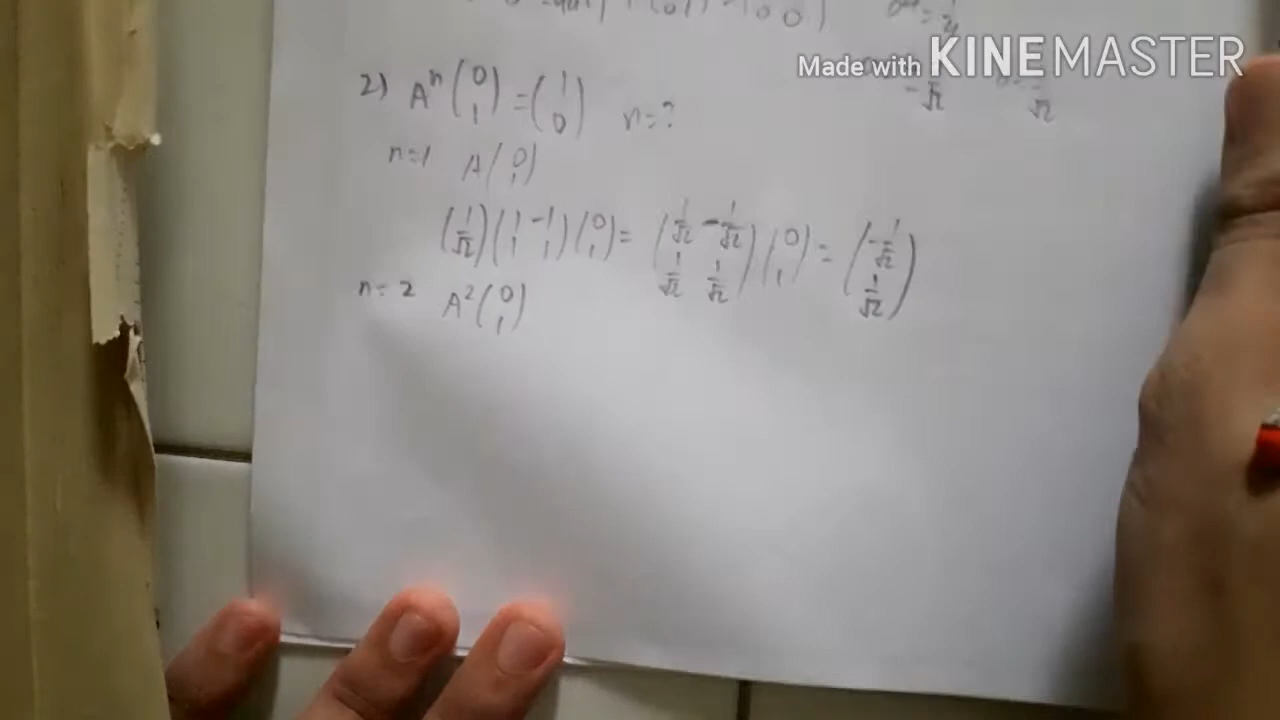 Made with KINEMASTER
2) Aⁿ (0 1) = (1 0) n=?
n=1 A (0 1)
(1/√2) (1 -1 1 1) (0 1) = (1/√2 -1/√2 1/√2 1/√2) (0 1) = (-1/√2 1/√2)
n=2 A² (0 1)